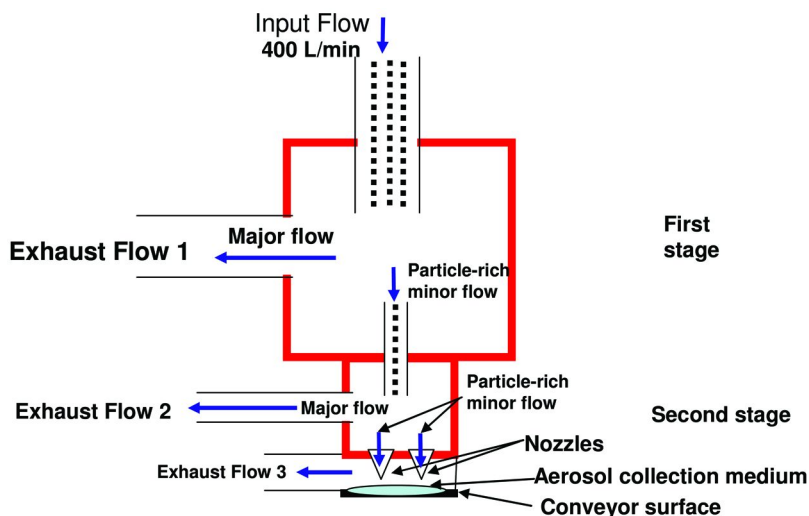 Input Flow
400 L/min
Major flow
Exhaust Flow 1
First
stage
Particle-rich
minor flow
Particle-rich
minor flow
Major flow
Exhaust Flow 2
Second stage
Nozzles
Exhaust Flow 3
Aerosol collection medium
Conveyor surface